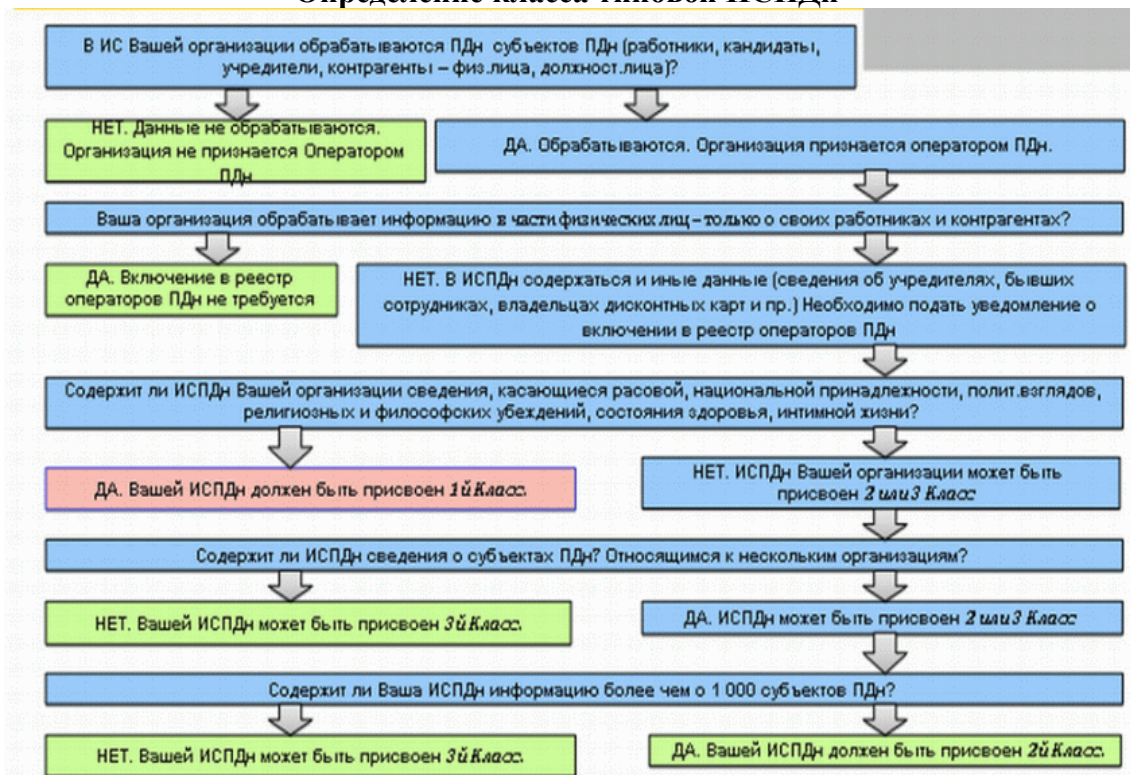 Определение класса типовой ИСПДн
В ИС Вашей организации обрабатываются ПДн субъектов ПДн (работники, кандидаты,
учредители, контрагенты – физ.лица, должност.лица)?
НЕТ. Данные не обрабатываются.
Организация не признается Оператором
ПДн
ДА. Обрабатываются. Организация признается оператором ПДн.
Ваша организация обрабатывает информацию в части физических лиц – только о своих работниках и контрагентах?
ДА. Включение в реестр
операторов ПДн не требуется
НЕТ. В ИСПДн содержаться и иные данные (сведения об учредителях, бывших
сотрудниках, владельцах дисконтных карт и пр.) Необходимо подать уведомление о
включении в реестр операторов ПДн
Содержит ли ИСПДн Вашей организации сведения, касающиеся расовой, национальной принадлежности, полит.взглядов,
религиозных и философских убеждений, состояния здоровья, интимной жизни?
ДА. Вашей ИСПДн должен быть присвоен 1й Класс.
НЕТ. ИСПДн Вашей организации может быть
присвоен 2 или 3 Класс
Содержит ли ИСПДн сведения о субъектах ПДн? Относящимся к нескольким организациям?
НЕТ. Вашей ИСПДн может быть присвоен 3й Класс.
ДА. ИСПДн может быть присвоен 2 или 3 Класс
Содержит ли Ваша ИСПДн информацию более чем о 1 000 субъектов ПДн?
НЕТ. Вашей ИСПДн может быть присвоен 3й Класс.
ДА. Вашей ИСПДн должен быть присвоен 2й Класс.